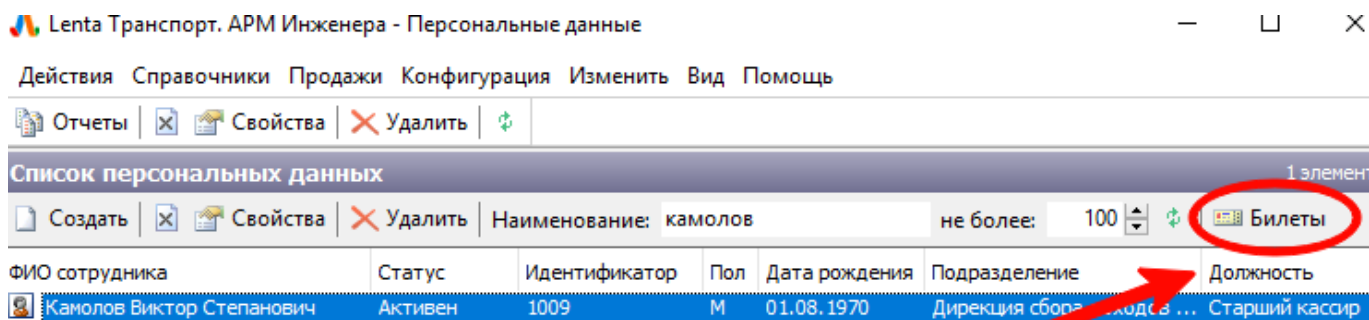 Lenta Транспорт. АРМ Инженера - Персональные данные
Действия Справочники Продажи Конфигурация Изменить Вид Помощь
Отчеты Свойства Удалить
Список персональных данных 1 элемент
Создать Свойства Удалить Наименование: камолов не более: 100 Билеты
ФИО сотрудника Статус Идентификатор Пол Дата рождения Подразделение Должность
Камолов Виктор Степанович Активен 1009 М 01.08.1970 Дирекция сбора ... Старший кассир